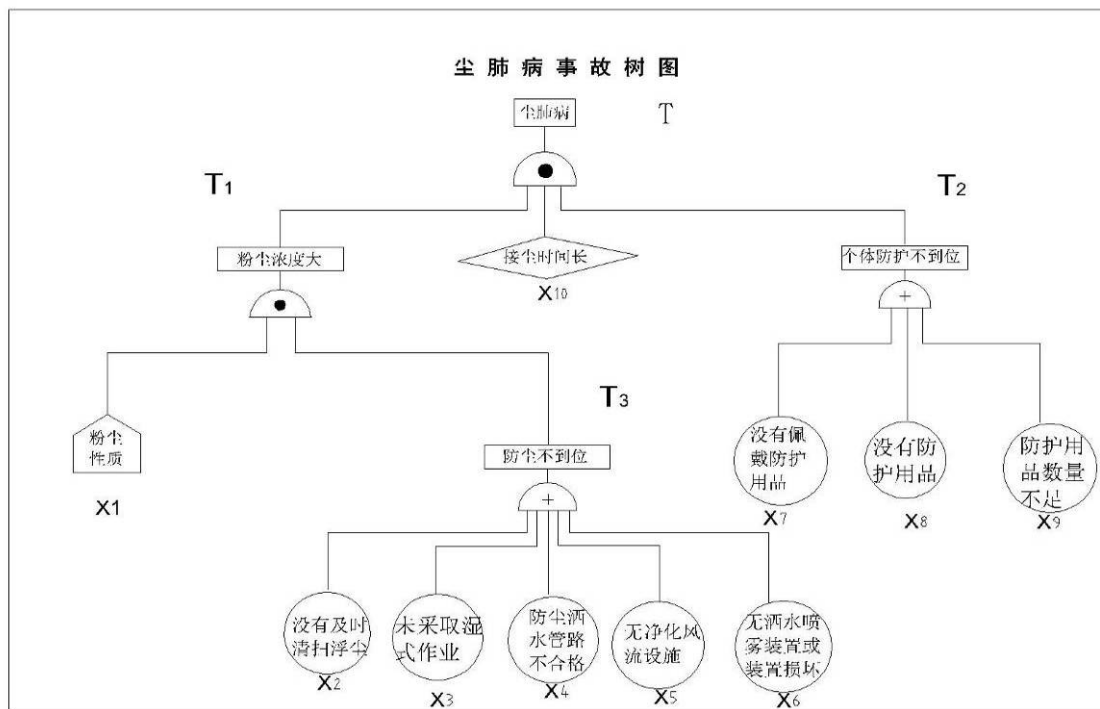 尘肺病事故树图
尘肺病
T
T1
T2
粉尘浓度大
接尘时间长
个体防护不到位
X10
+
T3
粉尘
性质
X1
防尘不到位
没有佩
戴防护
用品
没有防
护用品
防护用
品数量
不足
X7
X8
X9
+
没有及时
清扫浮尘
未采取湿
式作业
防尘洒
水管路
不合格
无净化风
流设施
无洒水喷
雾装置或
装置损坏
X2
X3
X4
X5
X6